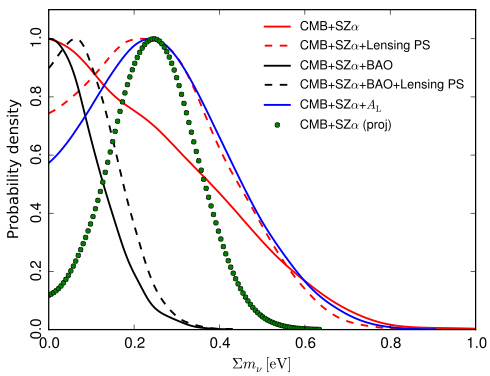 CMB+SZα
CMB+SZα+Lensing PS
CMB+SZα+BAO
CMB+SZα+BAO+Lensing PS
CMB+SZα+A_L
CMB+SZα (proj)
Probability density
1.0
0.8
0.6
0.4
0.2
0.0
0.0 0.2 0.4 0.6 0.8 1.0
Σm_ν [eV]